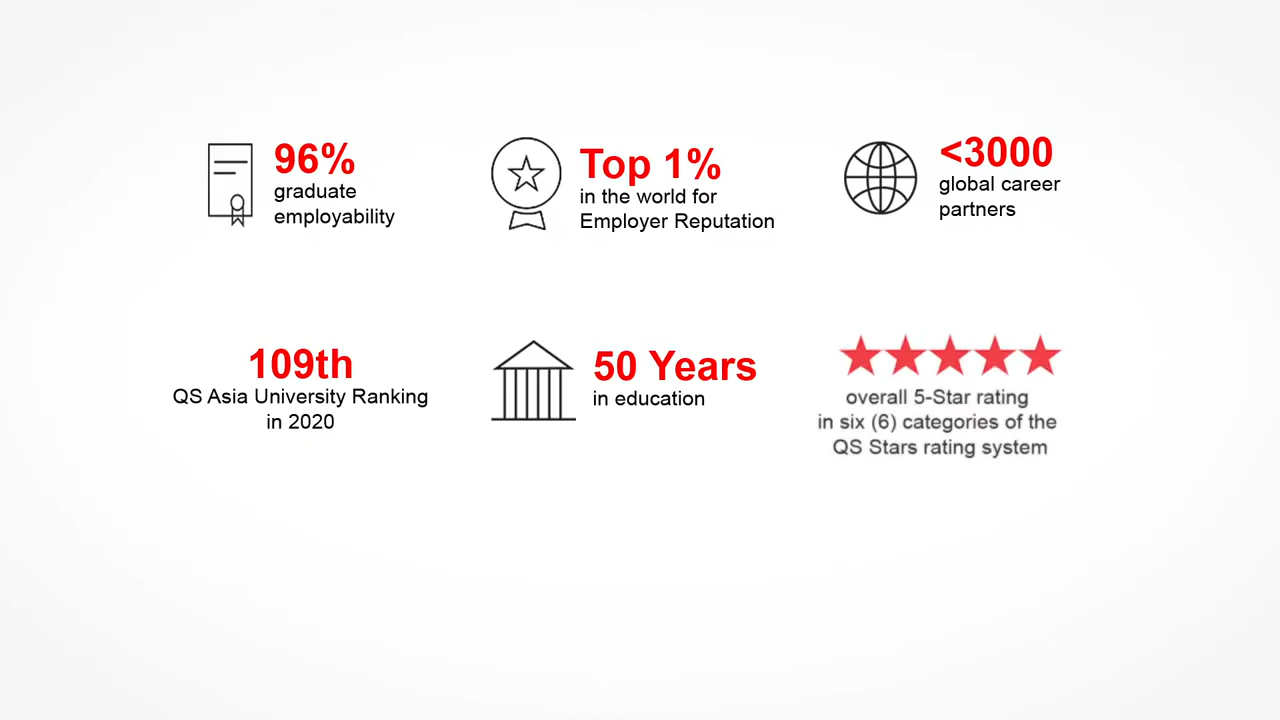 96%
graduate
employability
Top 1%
in the world for
Employer Reputation
<3000
global career
partners
109th
QS Asia University Ranking
in 2020
50 Years
in education
overall 5-Star rating
in six (6) categories of the
QS Stars rating system